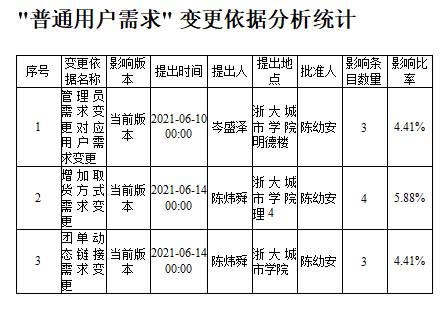 "普通用户需求" 变更依据分析统计
序号 变更依据名称 影响版本 提出时间 提出人 提出地点 批准人 影响条目数量 影响比率
1 管理员需求变更对应用户需求变更 当前版本 2021-06-10 00:00 岑盛泽 浙大城市学院明德楼 陈幼安 3 4.41%
2 增加取货方式需求变更 当前版本 2021-06-14 00:00 陈炜舜 浙大城市学院理4 陈幼安 4 5.88%
3 团单动态链接需求变更 当前版本 2021-06-14 00:00 陈炜舜 浙大城市学院 陈幼安 3 4.41%